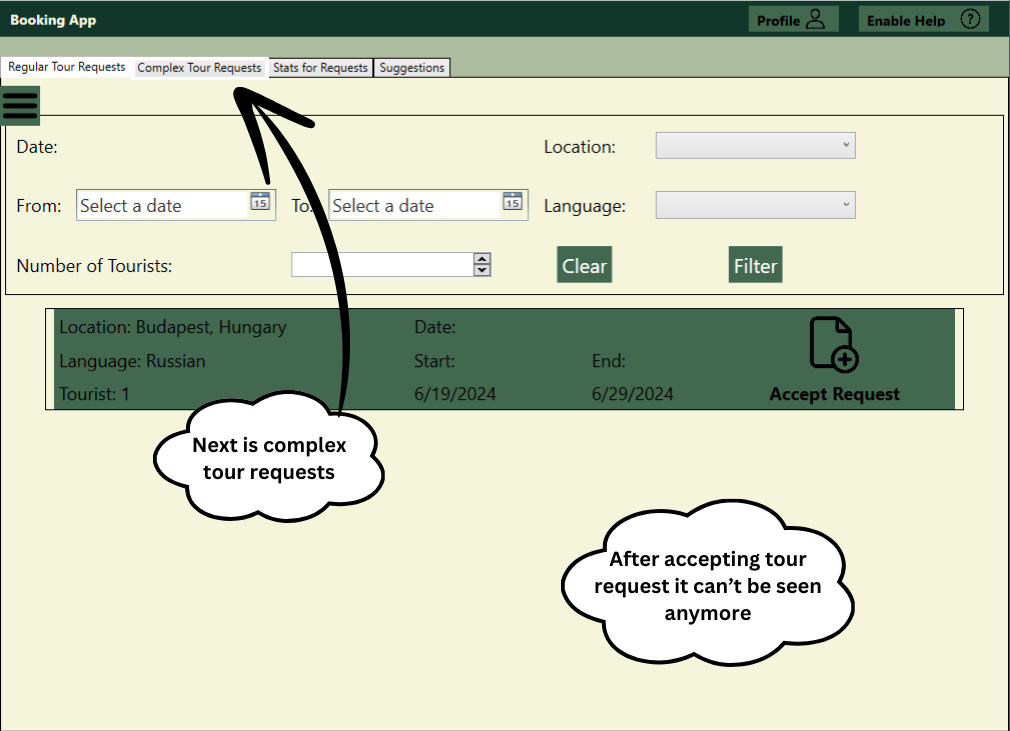 Booking App
Profile
Enable Help
Regular Tour Requests
Complex Tour Requests
Stats for Requests
Suggestions
Date:
Location:
From:
Select a date
15
To:
Select a date
15
Language:
Number of Tourists:
Clear
Filter
Location: Budapest, Hungary
Date:
Language: Russian
Start:
End:
Tourist: 1
6/19/2024
6/29/2024
Accept Request
Next is complex
tour requests
After accepting tour
request it can’t be seen
anymore